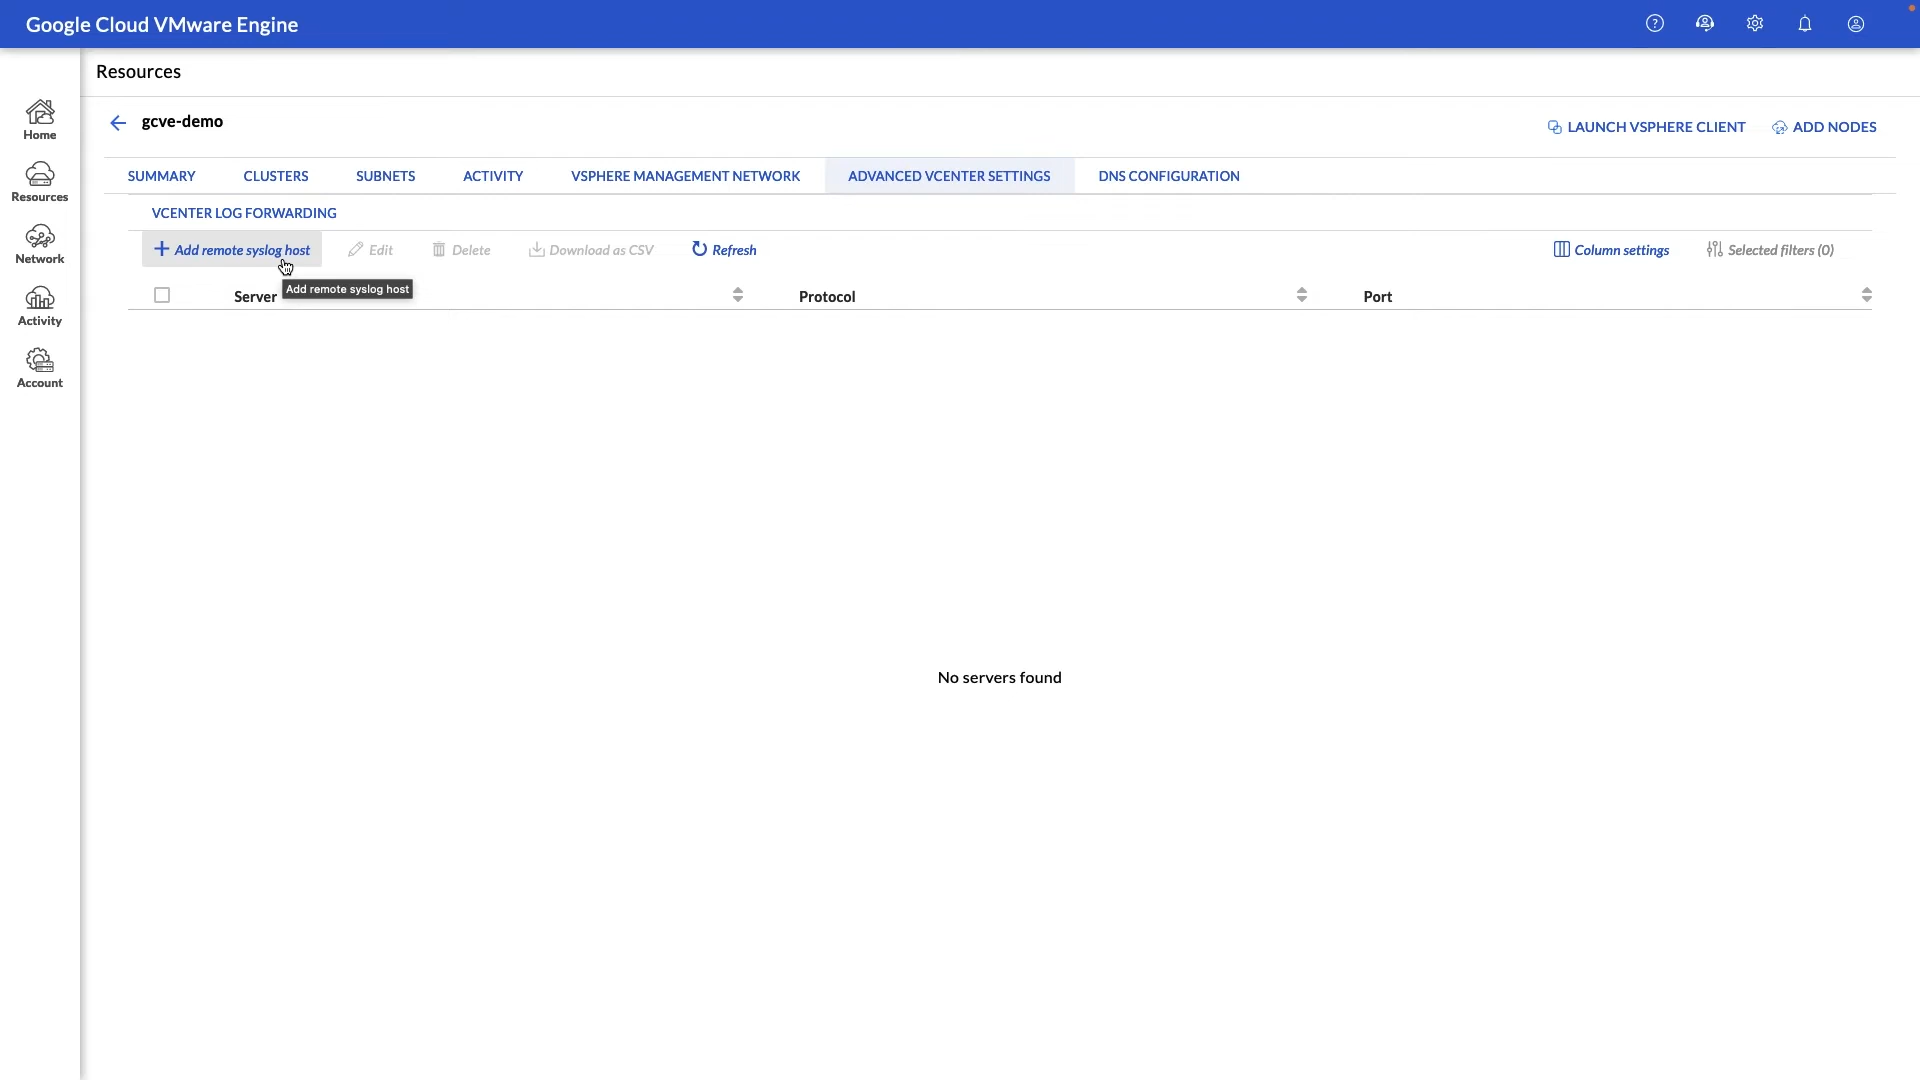 Google Cloud VMware Engine
Resources
Home
Resources
Network
Activity
Account
gcve-demo
LAUNCH VSPHERE CLIENT
ADD NODES
SUMMARY CLUSTERS SUBNETS ACTIVITY VSPHERE MANAGEMENT NETWORK ADVANCED VCENTER SETTINGS DNS CONFIGURATION
VCENTER LOG FORWARDING
Add remote syslog host Edit Delete Download as CSV Refresh Column settings Selected filters (0)
Add remote syslog host
Server Protocol Port
No servers found